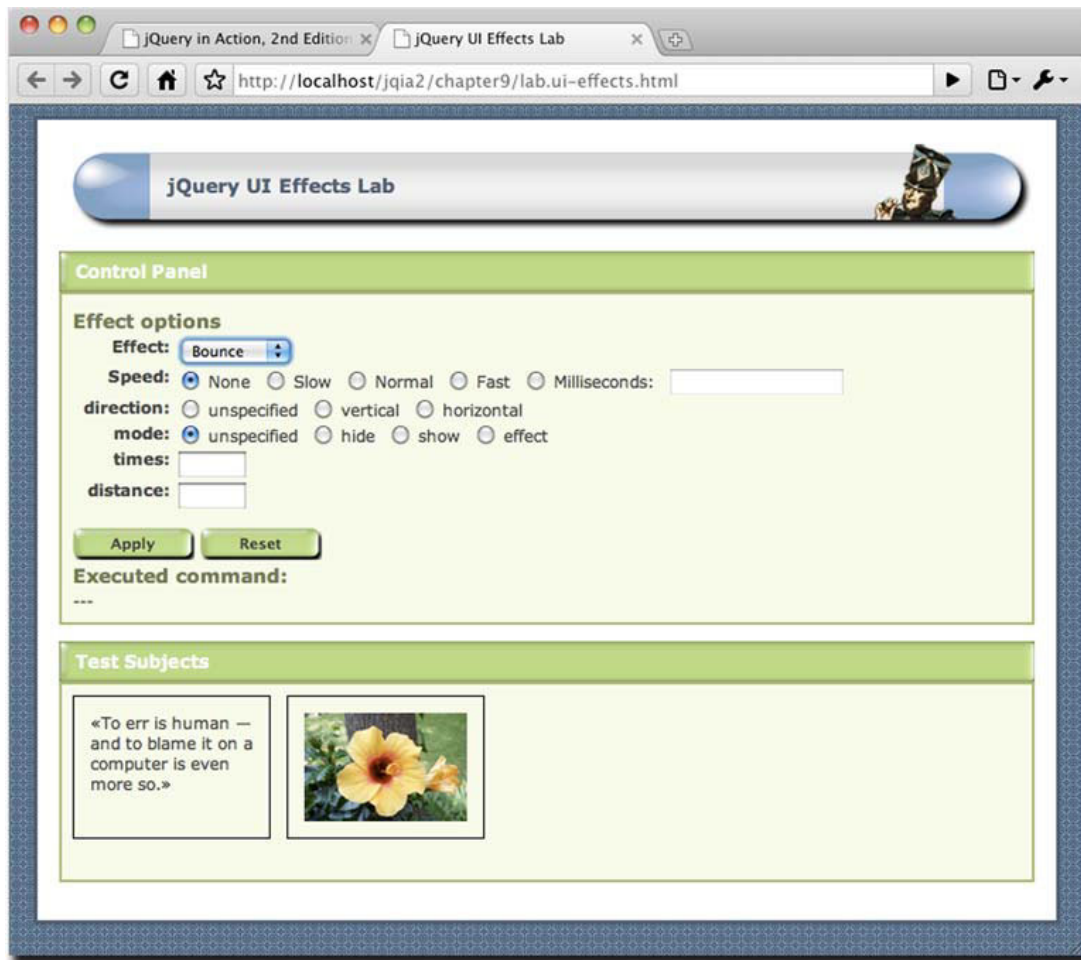 jQuery in Action, 2nd Edition
jQuery UI Effects Lab
http://localhost/jqia2/chapter9/lab.ui-effects.html
jQuery UI Effects Lab
Control Panel
Effect options
Effect: Bounce
Speed: None Slow Normal Fast Milliseconds:
direction: unspecified vertical horizontal
mode: unspecified hide show effect
times:
distance:
Apply Reset
Executed command:
---
Test Subjects
«To err is human —
and to blame it on a
computer is even
more so.»